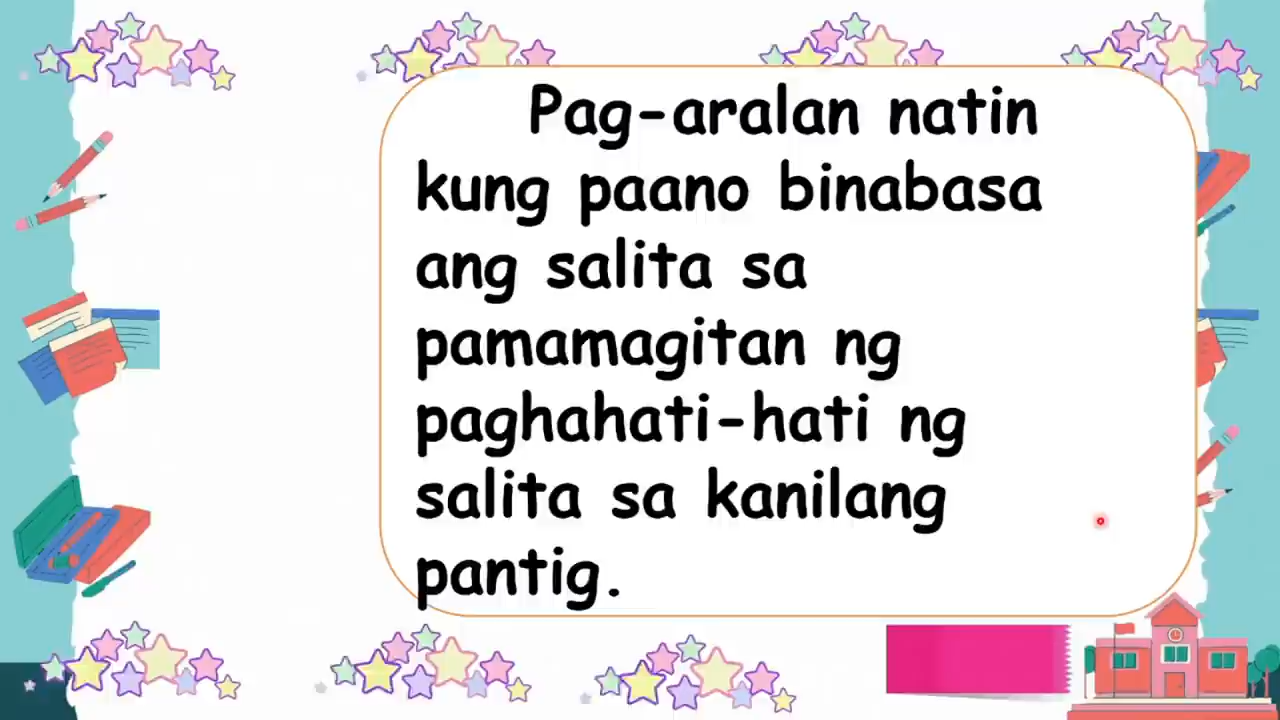 Pag-aralan natin
kung paano binabasa
ang salita sa
pamamagitan ng
paghahati-hati ng
salita sa kanilang
pantig.